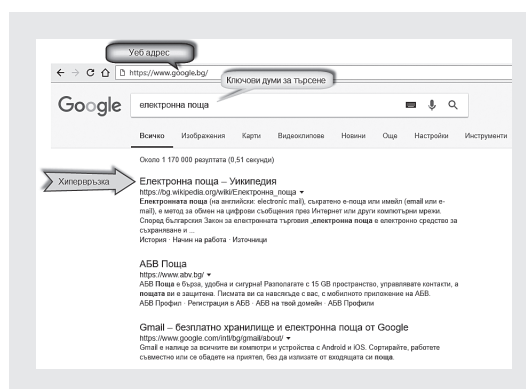 Уеб адрес
https://www.google.bg/
Ключови думи за търсене
Google
електронна поща
Всичко Изображения Карти Видеоклипове Новини Още Настройки Инструменти
Около 1 170 000 резултата (0,51 секунди)
Хипервръзка
Електронна поща – Уикипедия
https://bg.wikipedia.org/wiki/Електронна_поща
Електронната поща (на английски: electronic mail), съкратено е-поща или имейл (email или e-
mail), е метод за обмен на цифрови съобщения през Интернет или други компютърни мрежи.
Според българския Закон за електронната търговия „електронна поща е електронно средство за
съхраняване и ...
История · Начин на работа · Източници
АБВ Поща
https://www.abv.bg/
АБВ Поща е бърза, удобна и сигурна! Разполагате с 15 GB пространство, управлявате контакти, а
пощата ви е защитена. Писмата ви са навсякъде с вас, с мобилното приложение на АБВ.
АБВ Профил · Регистрация в АБВ · АБВ на твой домейн · АБВ Профили
Gmail – безплатно хранилище и електронна поща от Google
https://www.google.com/intl/bg/gmail/about/
Gmail е налице за всичките ви компютри и устройства с Android и iOS. Сортирайте, работете
съвместно или се обадете на приятел, без да излизате от входящата си поща.